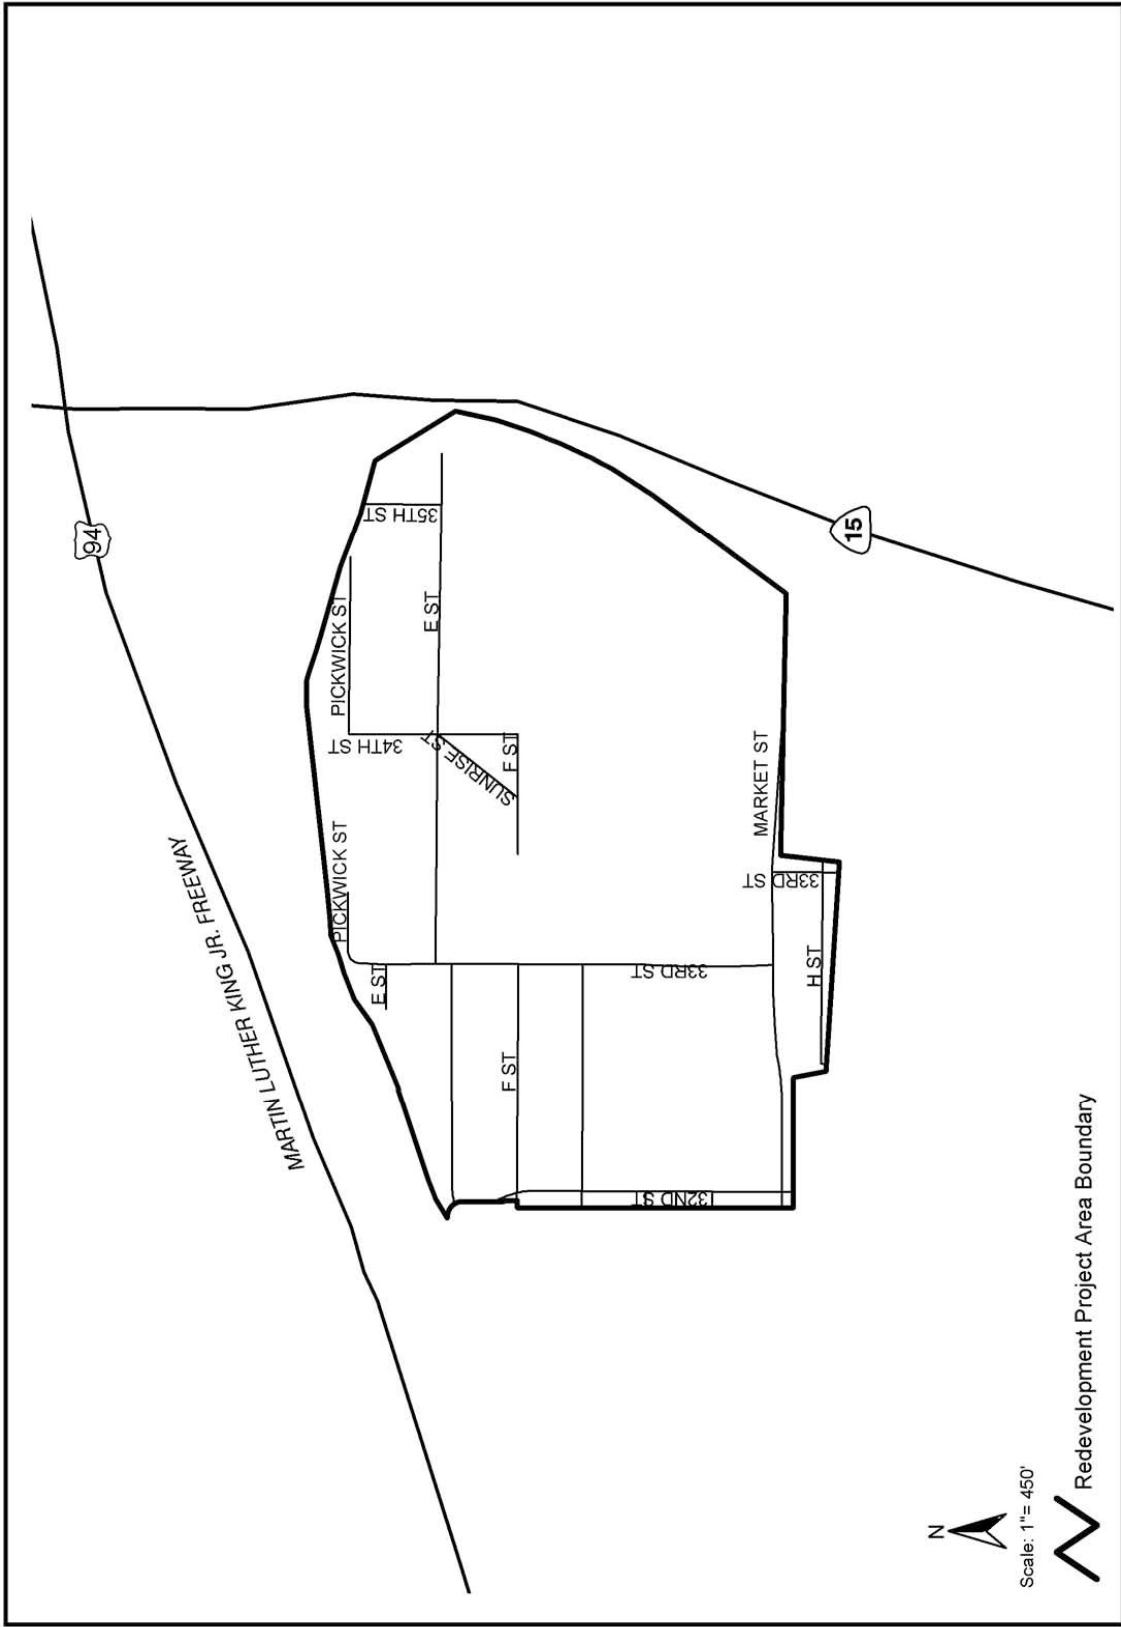 94
MARTIN LUTHER KING JR. FREEWAY
PICKWICK ST
PICKWICK ST
35TH ST
34TH ST
E ST
E ST
SUNRISE ST
F ST
F ST
33RD ST
32ND ST
MARKET ST
33RD ST
H ST
15
N
Scale: 1"= 450'
Redevelopment Project Area Boundary